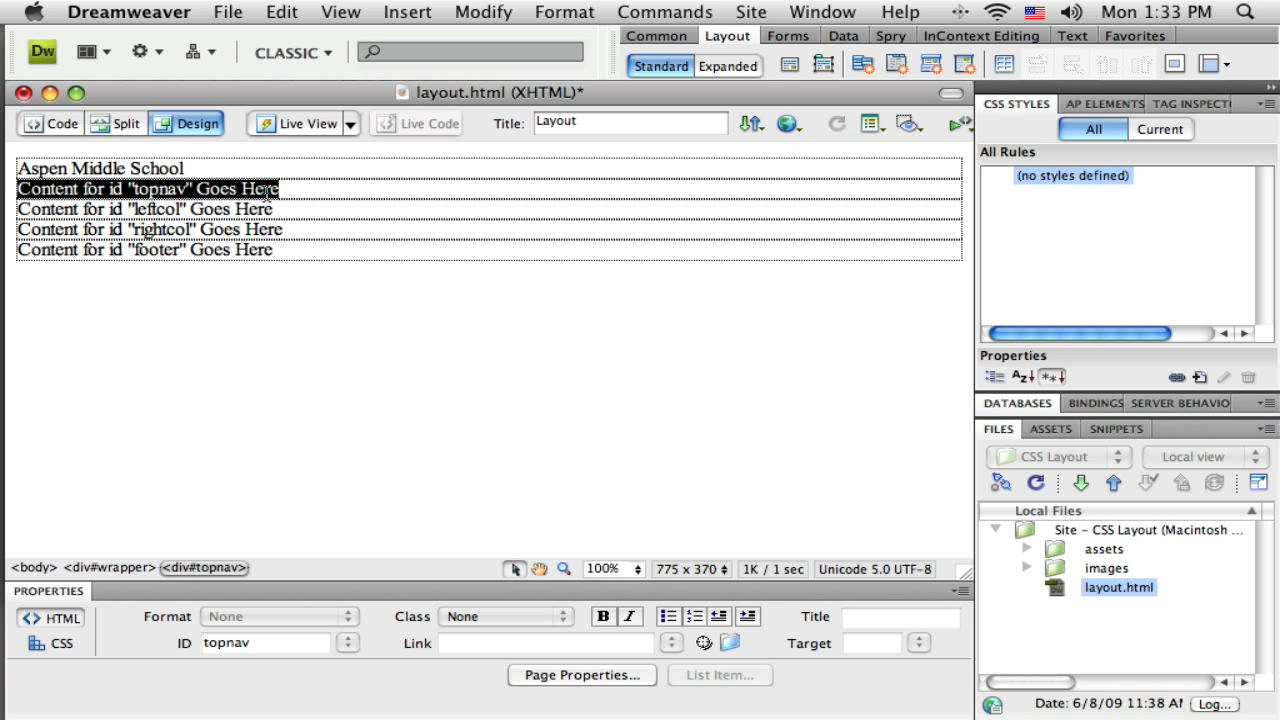 Dreamweaver File Edit View Insert Modify Format Commands Site Window Help Mon 1:33 PM
Dw CLASSIC
Common Layout Forms Data Spry InContext Editing Text Favorites
Standard Expanded
layout.html (XHTML)*
Code Split Design Live View Live Code Title: Layout
Aspen Middle School
Content for id "topnav" Goes Here
Content for id "leftcol" Goes Here
Content for id "rightcol" Goes Here
Content for id "footer" Goes Here
CSS STYLES AP ELEMENTS TAG INSPECT
All Current
All Rules
(no styles defined)
Properties
AZ
**
DATABASES BINDINGS SERVER BEHAVIO
FILES ASSETS SNIPPETS
CSS Layout Local view
Local Files
Site – CSS Layout (Macintosh ...
assets
images
Dw layout.html
Date: 6/8/09 11:38 AM Log...
<body> <div#wrapper> <div#topnav> 100% 775 x 370 1K / 1 sec Unicode 5.0 UTF-8
PROPERTIES
<> HTML Format None Class None B I Title
CSS ID topnav Link Target
Page Properties... List Item...